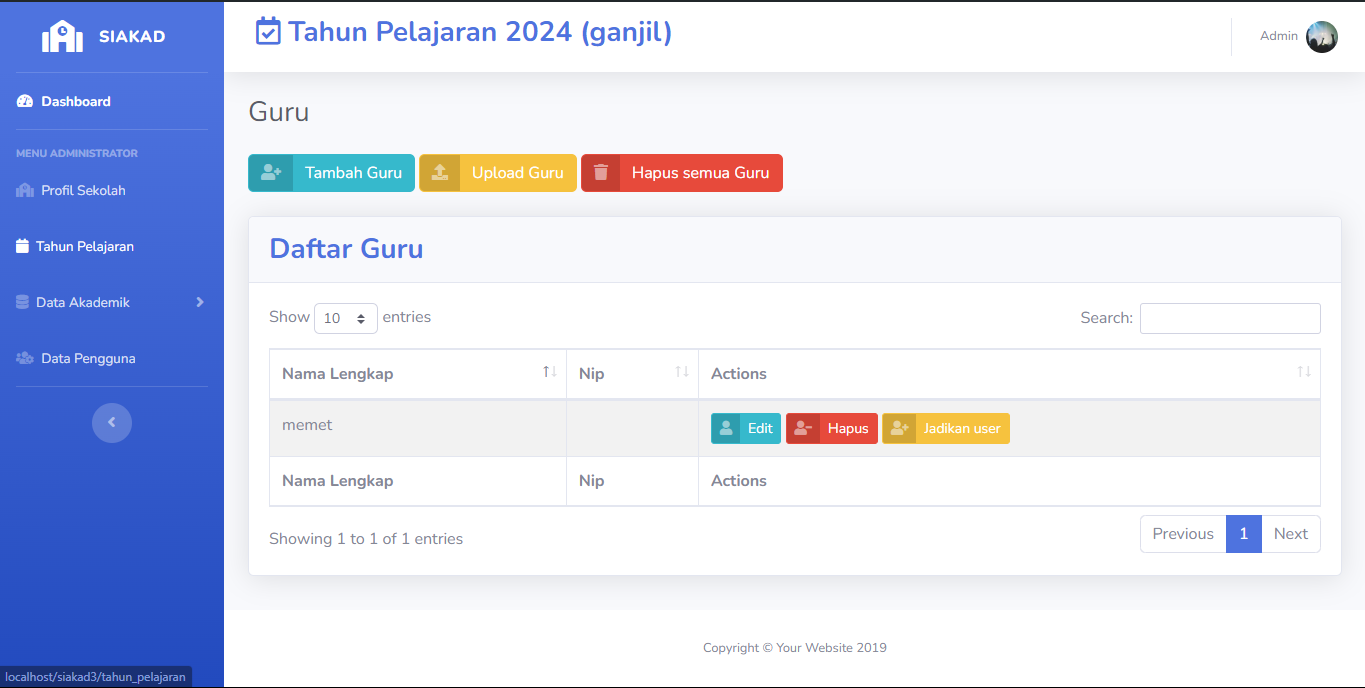 SIAKAD
Tahun Pelajaran 2024 (ganjil)
Admin
Dashboard
MENU ADMINISTRATOR
Profil Sekolah
Tahun Pelajaran
Data Akademik
Data Pengguna
Guru
Tambah Guru Upload Guru Hapus semua Guru
Daftar Guru
Show 10 entries Search:
Nama Lengkap Nip Actions
memet Edit Hapus Jadikan user
Nama Lengkap Nip Actions
Showing 1 to 1 of 1 entries Previous 1 Next
Copyright © Your Website 2019
localhost/siakad3/tahun_pelajaran